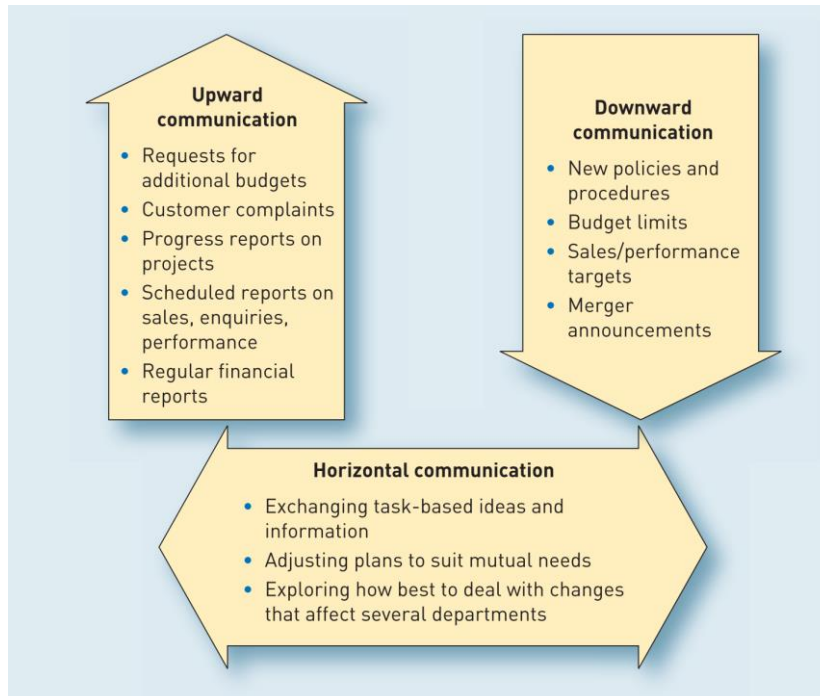 Upward
communication
• Requests for
additional budgets
• Customer complaints
• Progress reports on
projects
• Scheduled reports on
sales, enquiries,
performance
• Regular financial
reports
Downward
communication
• New policies and
procedures
• Budget limits
• Sales/performance
targets
• Merger
announcements
Horizontal communication
• Exchanging task-based ideas and
information
• Adjusting plans to suit mutual needs
• Exploring how best to deal with changes
that affect several departments